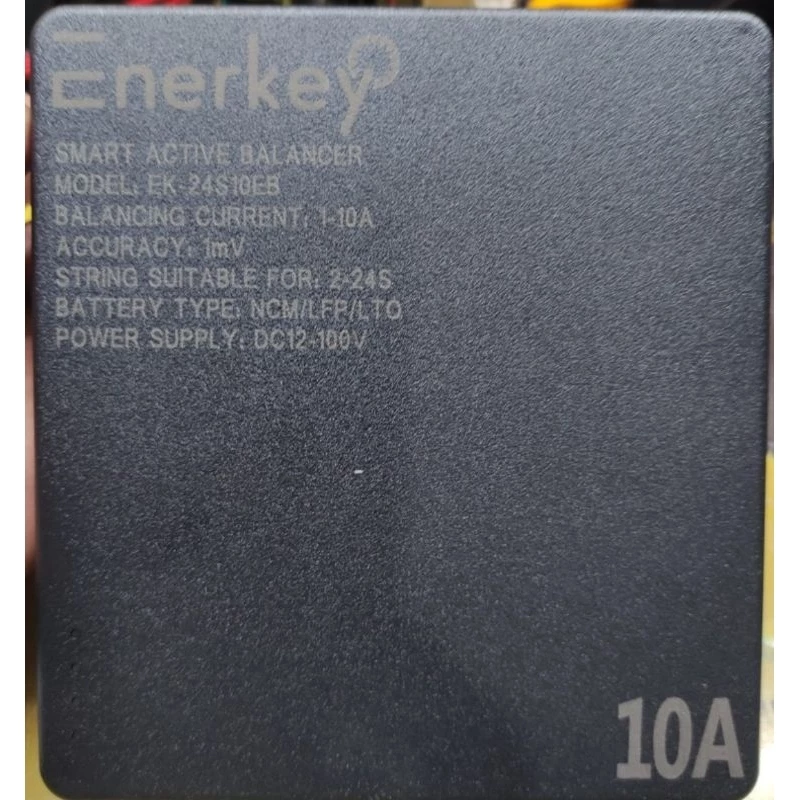 Enerkey
SMART ACTIVE BALANCER
MODEL: EK-24S10EB
BALANCING CURRENT: 1-10A
ACCURACY: 1mV
STRING SUITABLE FOR: 2-24S
BATTERY TYPE: NCM/LFP/LTO
POWER SUPPLY: DC12-100V
10A